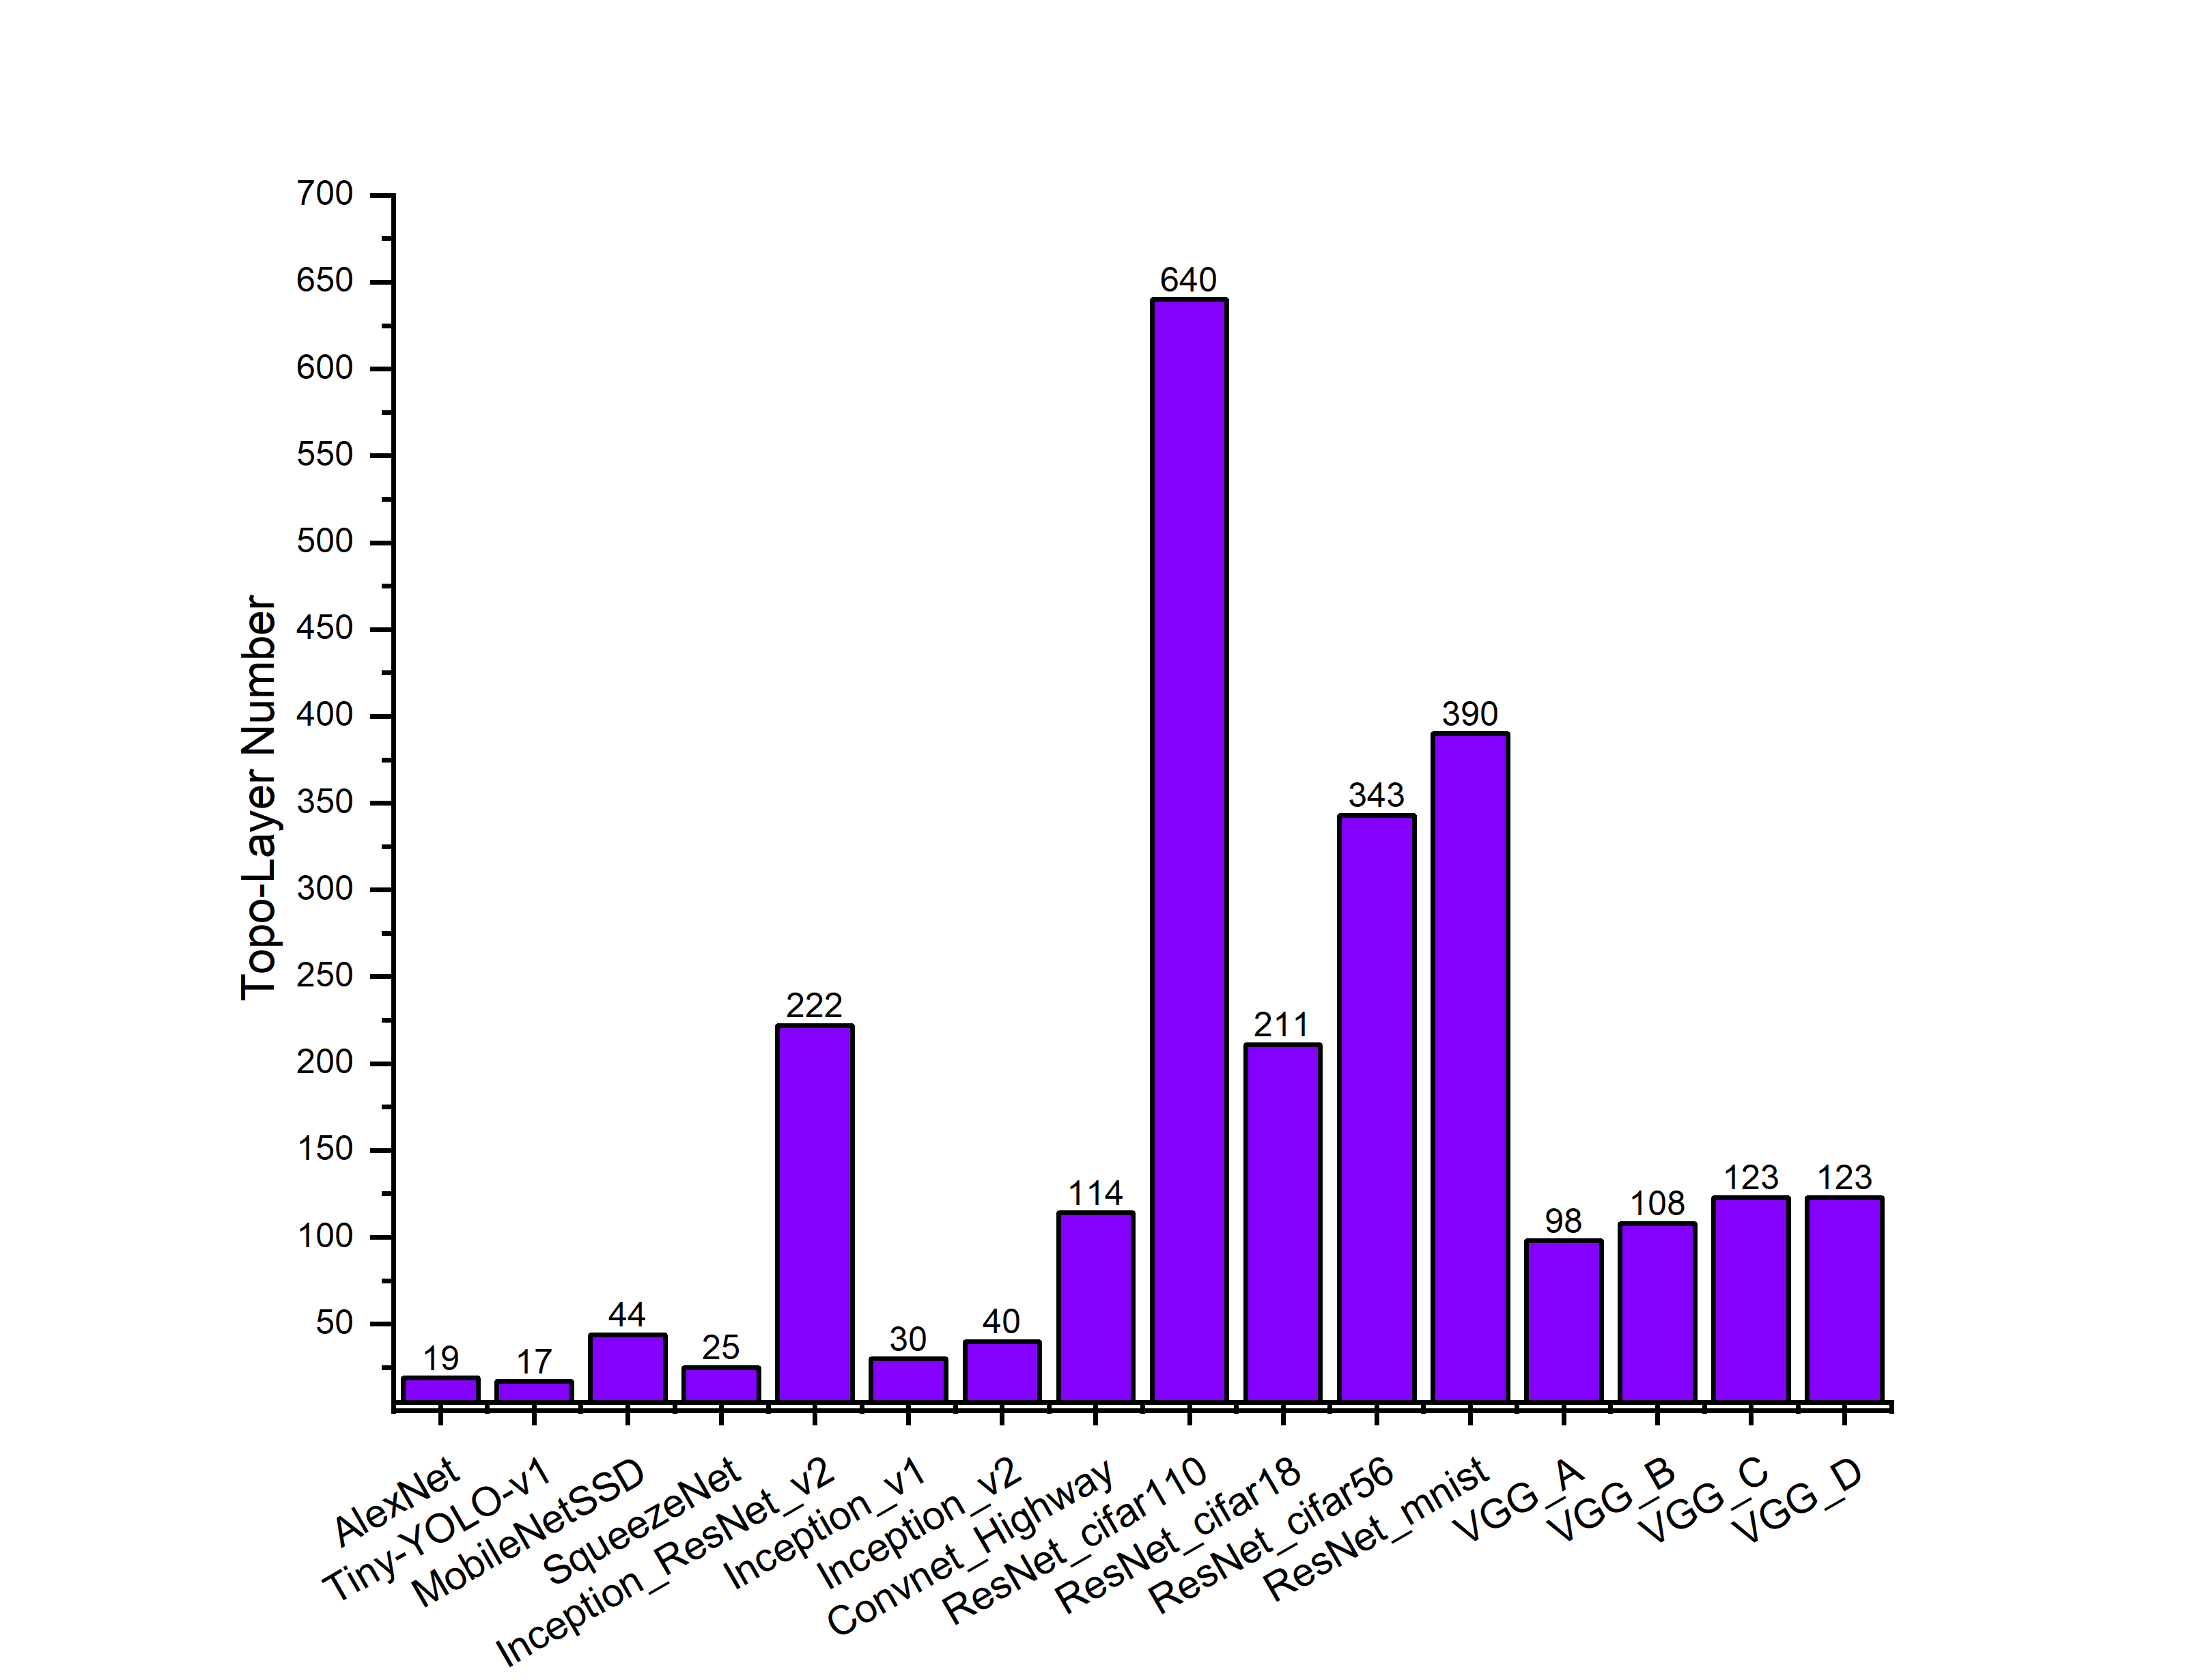 700
650
600
550
500
450
400
350
300
250
200
150
100
50
Topo-Layer Number
19
17
44
25
222
30
40
114
640
211
343
390
98
108
123
123
AlexNet
Tiny-YOLO-v1
MobileNetSSD
SqueezeNet
Inception_ResNet_v2
Inception_v1
Inception_v2
Convnet_Highway
ResNet_cifar110
ResNet_cifar18
ResNet_cifar56
ResNet_mnist
VGG_A
VGG_B
VGG_C
VGG_D